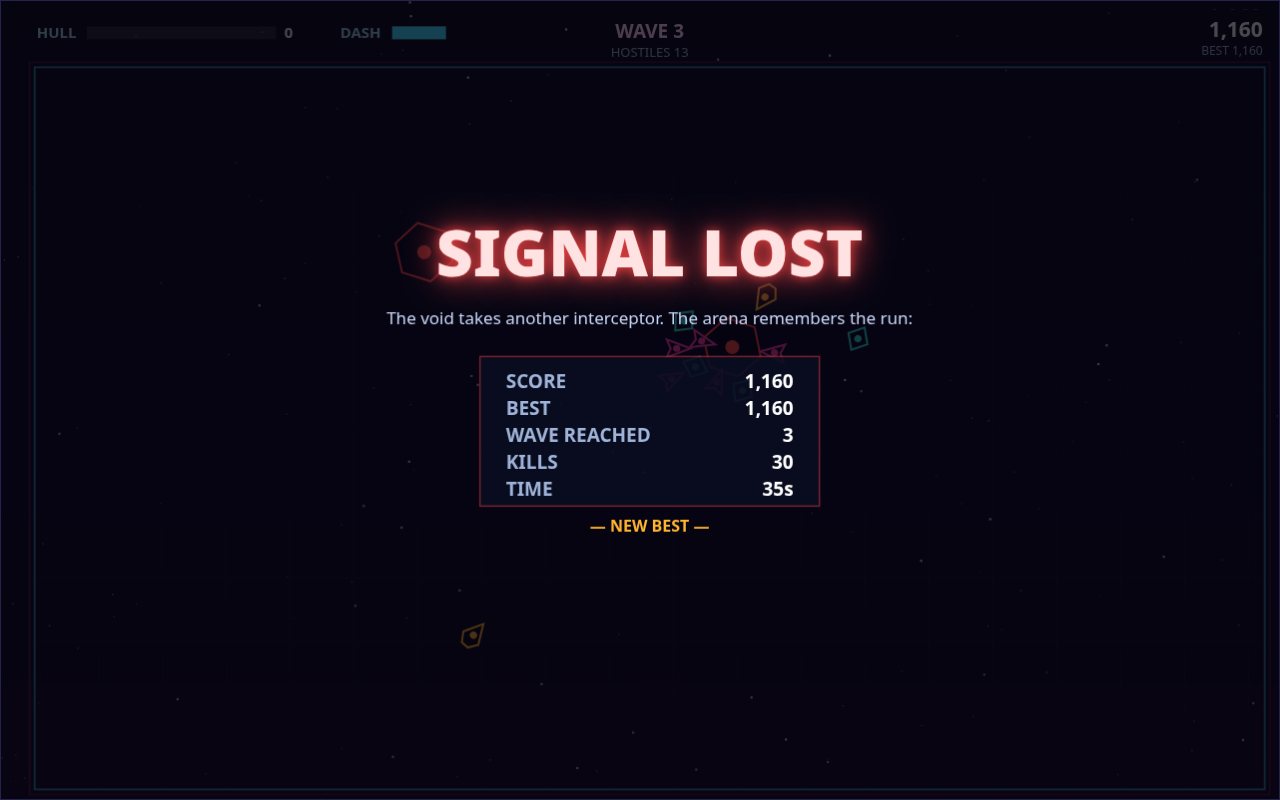 HULL 0 DASH WAVE 3 1,160
HOSTILES 13 BEST 1,160
SIGNAL LOST
The void takes another interceptor. The arena remembers the run:
SCORE 1,160
BEST 1,160
WAVE REACHED 3
KILLS 30
TIME 35s
— NEW BEST —